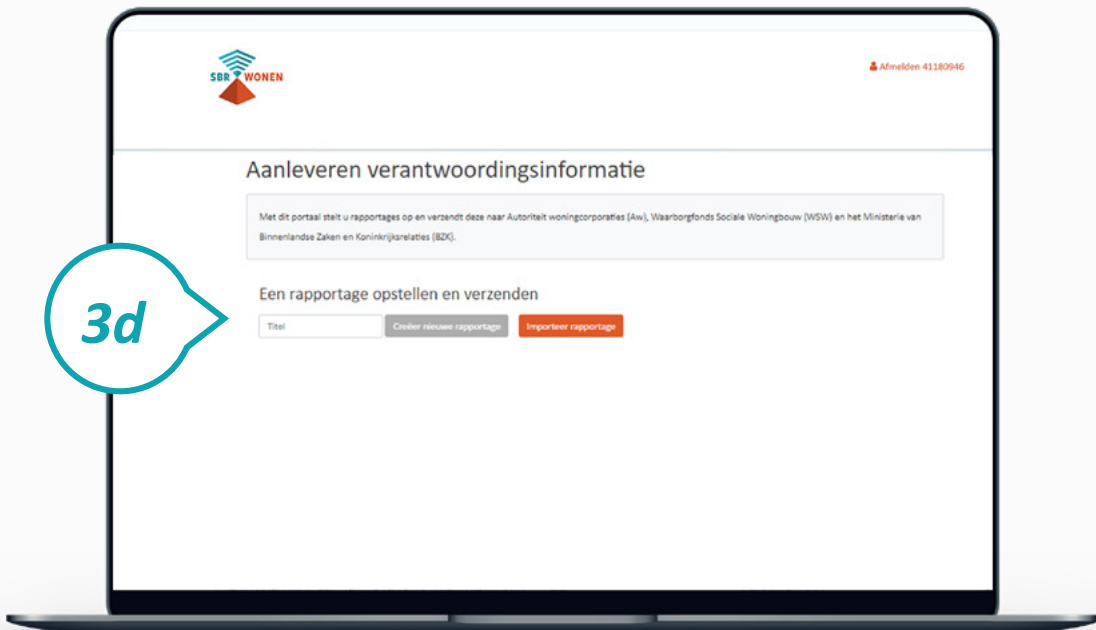 SBR WONEN
Afmelden 41180946
Aanleveren verantwoordingsinformatie
Met dit portaal stelt u rapportages op en verzendt deze naar Autoriteit woningcorporaties (Aw), Waarborgfonds Sociale Woningbouw (WSW) en het Ministerie van
Binnenlandse Zaken en Koninkrijksrelaties (BZK).
Een rapportage opstellen en verzenden
3d
Titel Creëer nieuwe rapportage Importeer rapportage